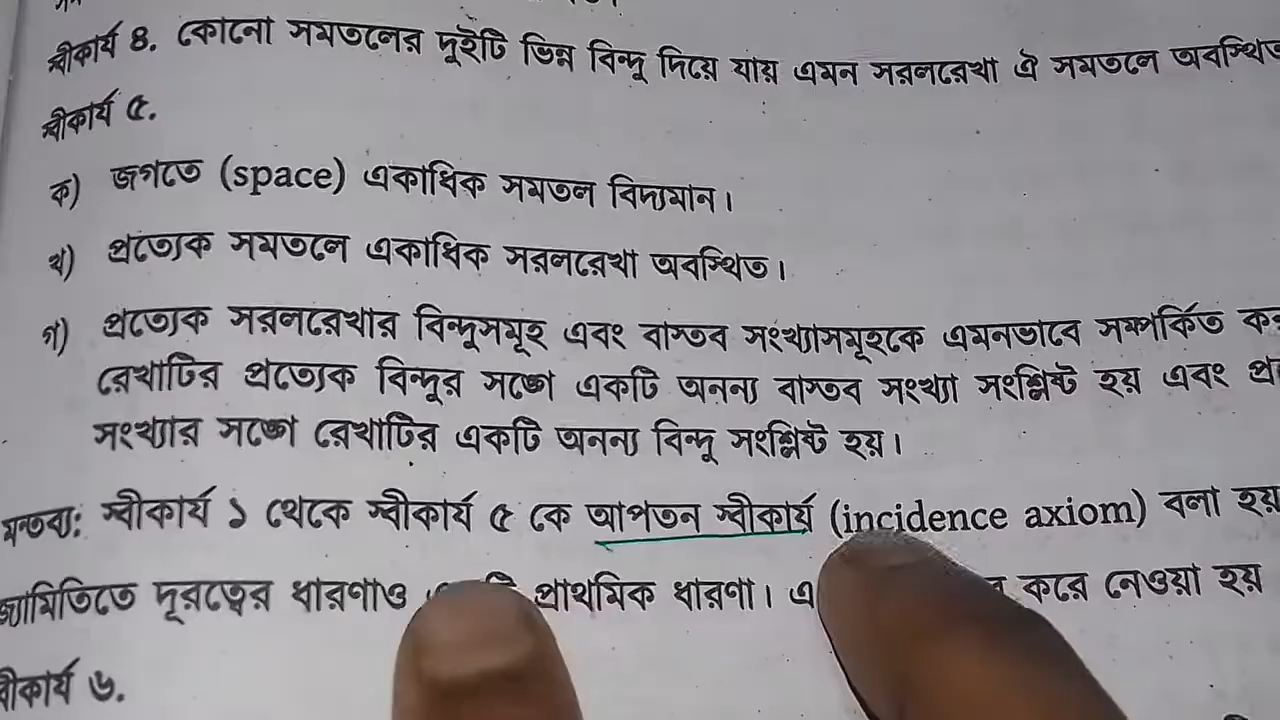 স্বীকার্য ৪. কোনো সমতলের দুইটি ভিন্ন বিন্দু দিয়ে যায় এমন সরলরেখা ঐ সমতলে
স্বীকার্য ৫.
ক) জগতে (space) একাধিক সমতল বিদ্যমান।
খ) প্রত্যেক সমতলে একাধিক সরলরেখা অবস্থিত।
গ) প্রত্যেক সরলরেখার বিন্দুসমূহ এবং বাস্তব সংখ্যাসমূহকে এমনভাবে সম্পর্কিত
রেখাটির প্রত্যেক বিন্দুর সঙ্গে একটি অনন্য বাস্তব সংখ্যা সংশ্লিষ্ট হয় এবং
সংখ্যার সঙ্গে রেখাটির একটি অনন্য বিন্দু সংশ্লিষ্ট হয়।
মন্তব্য: স্বীকার্য ১ থেকে স্বীকার্য ৫ কে আপতন স্বীকার্য (incidence axiom) বলা হয়
জ্যামিতিতে দূরত্বের ধারণাও প্রাথমিক ধারণা। করে নেওয়া হয়
স্বীকার্য ৬.